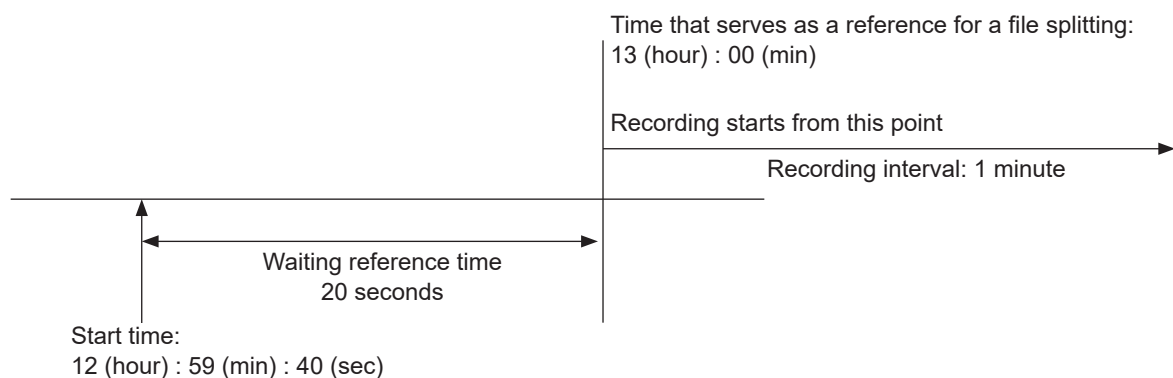 Time that serves as a reference for a file splitting:
13 (hour) : 00 (min)
Recording starts from this point
Recording interval: 1 minute
Waiting reference time
20 seconds
Start time:
12 (hour) : 59 (min) : 40 (sec)